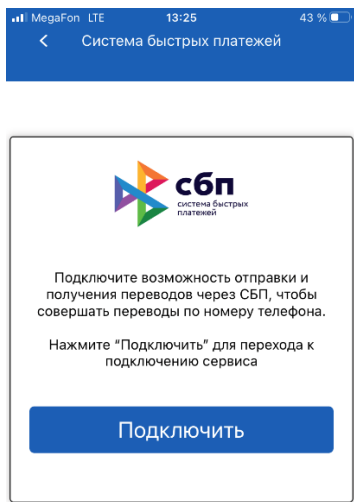 MegaFon LTE 13:25 43 %
Система быстрых платежей
сбп
система быстрых
платежей
Подключите возможность отправки и
получения переводов через СБП, чтобы
совершать переводы по номеру телефона.
Нажмите "Подключить" для перехода к
подключению сервиса
Подключить